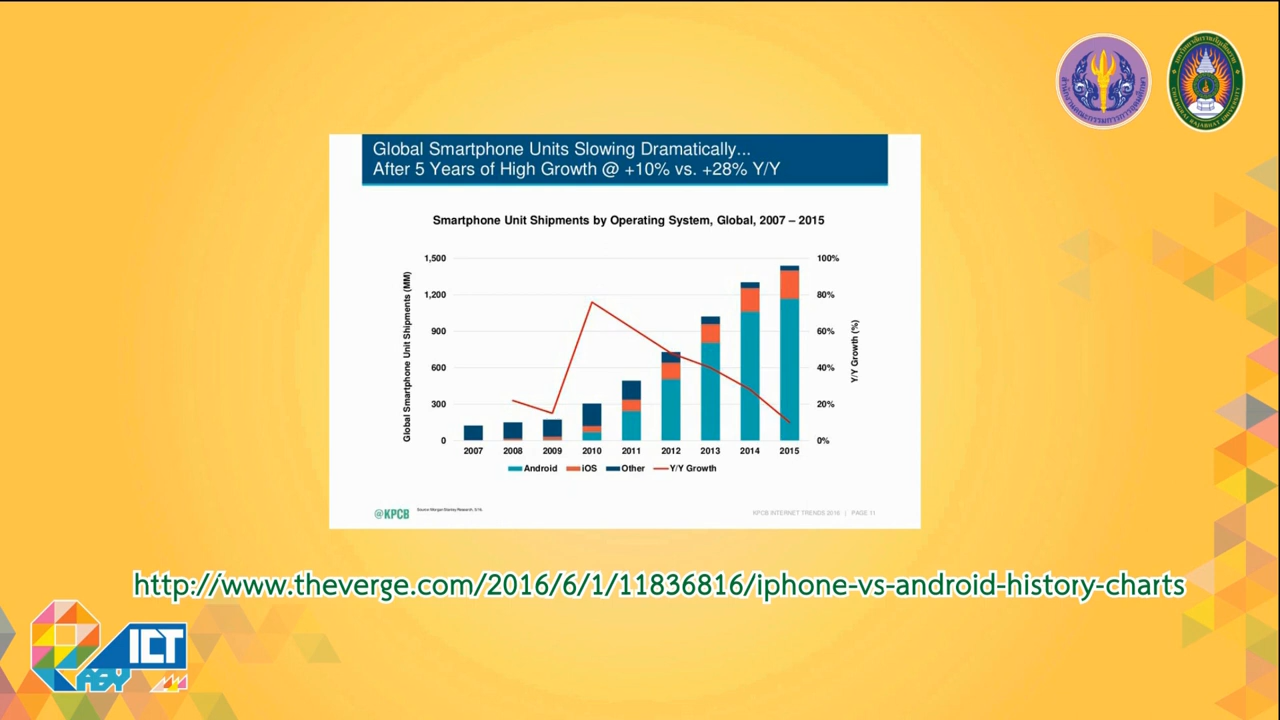 Global Smartphone Units Slowing Dramatically...
After 5 Years of High Growth @ +10% vs. +28% Y/Y
Smartphone Unit Shipments by Operating System, Global, 2007 – 2015
Global Smartphone Unit Shipments (MM)
1,500
1,200
900
600
300
0
100%
80%
60%
40%
20%
0%
Y/Y Growth (%)
2007 2008 2009 2010 2011 2012 2013 2014 2015
Android iOS Other Y/Y Growth
@KPCB
KPCB INTERNET TRENDS 2016 | PAGE 11
http://www.theverge.com/2016/6/1/11836816/iphone-vs-android-history-charts
ICT
CHIANGRAI RAJABHAT UNIVERSITY